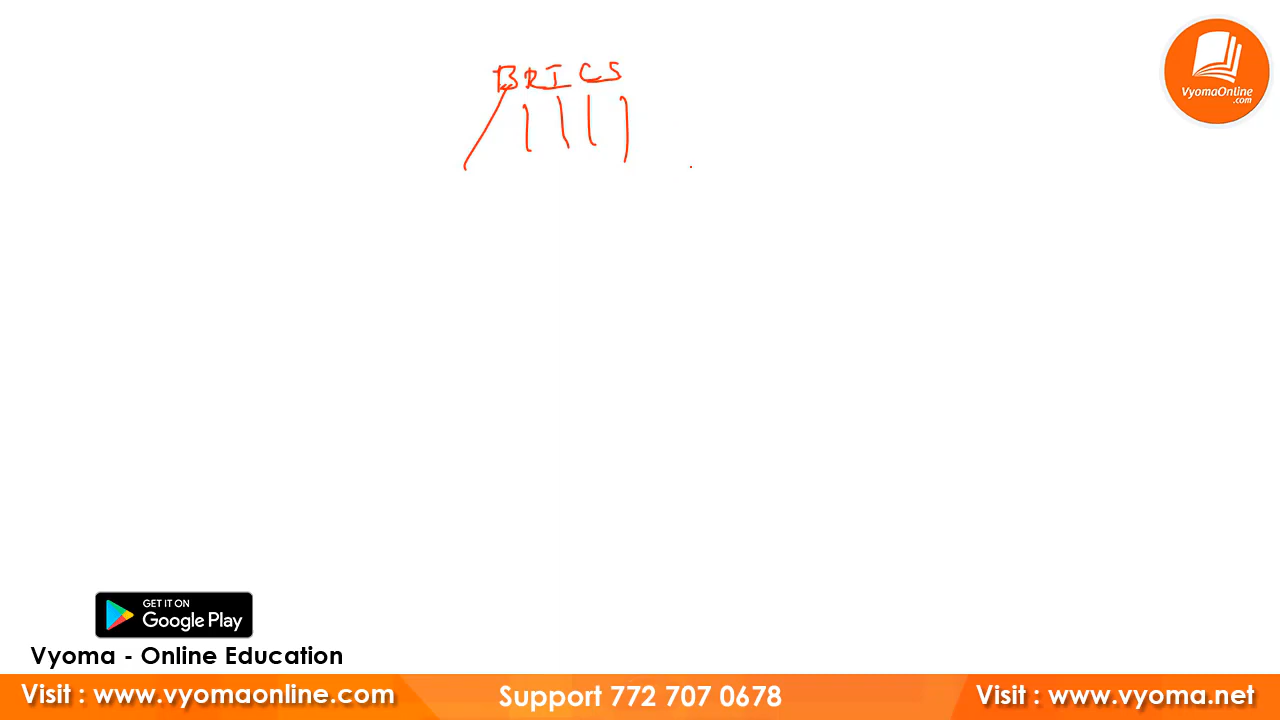 BRICS
VyomaOnline
.com
GET IT ON
Google Play
Vyoma - Online Education
Visit : www.vyomaonline.com
Support 772 707 0678
Visit : www.vyoma.net